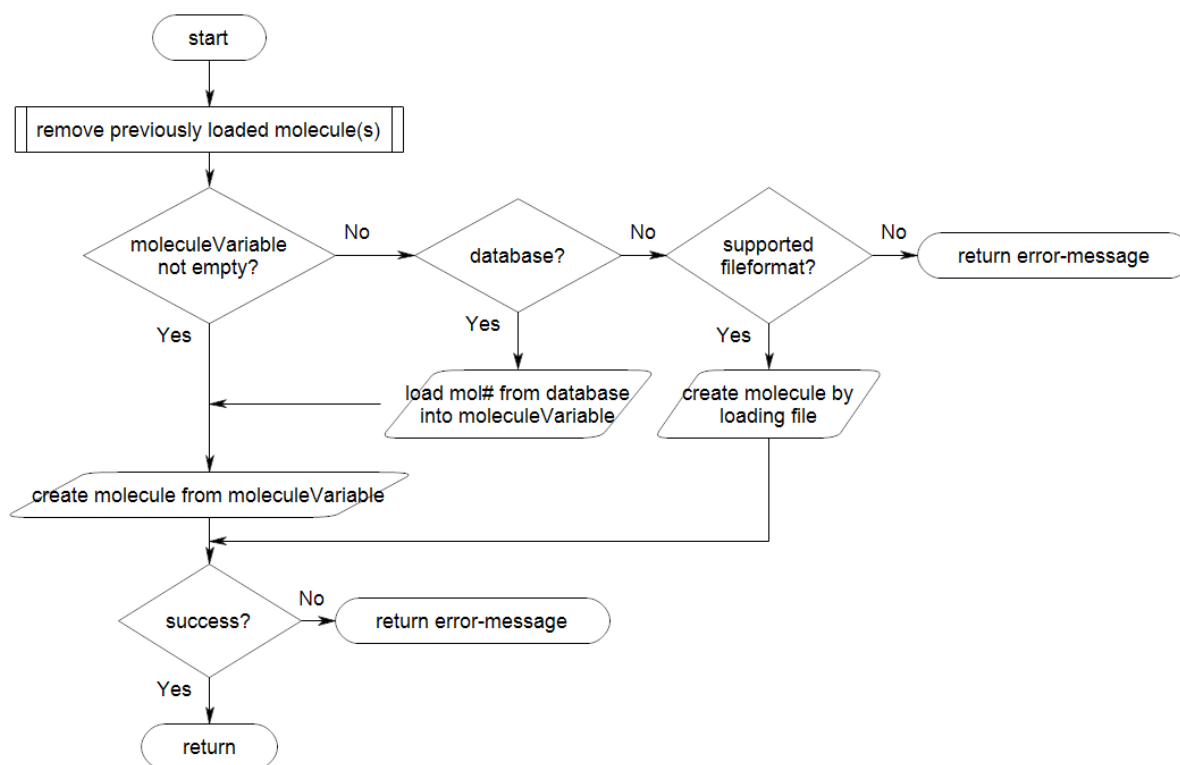 start
remove previously loaded molecule(s)
moleculeVariable
not empty?
No
database?
No
supported
fileformat?
No
return error-message
Yes
Yes
Yes
load mol# from database
into moleculeVariable
create molecule by
loading file
create molecule from moleculeVariable
success?
No
return error-message
Yes
return